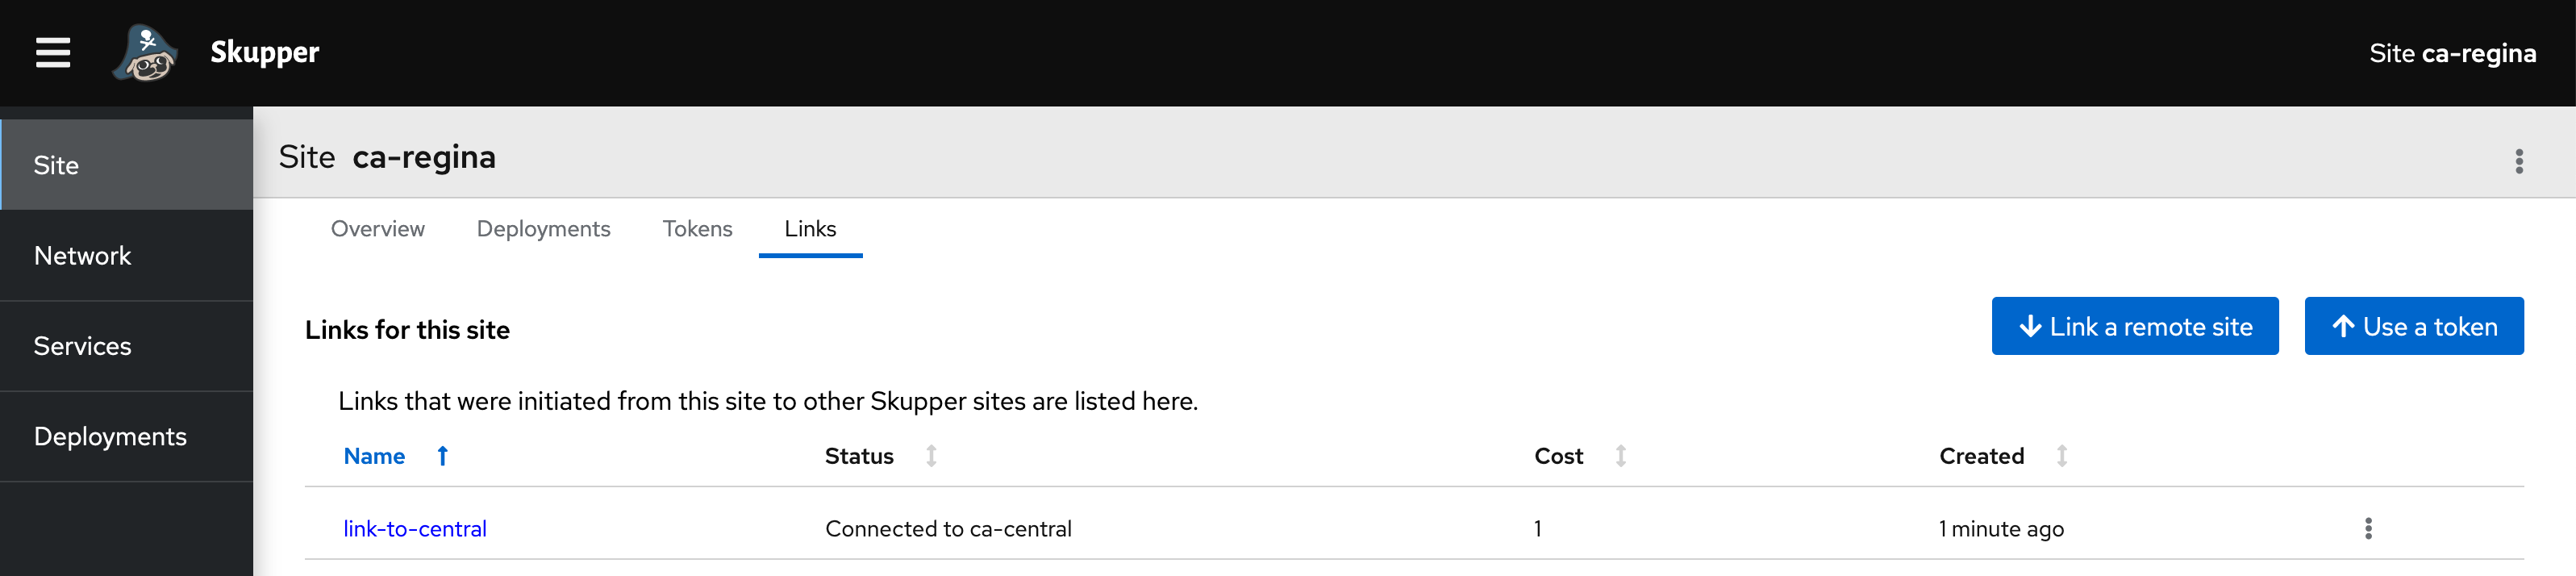 Skupper
Site ca-regina
Site
Network
Services
Deployments
Site ca-regina
Overview Deployments Tokens Links
Links for this site
Link a remote site
Use a token
Links that were initiated from this site to other Skupper sites are listed here.
Name Status Cost Created
link-to-central Connected to ca-central 1 1 minute ago